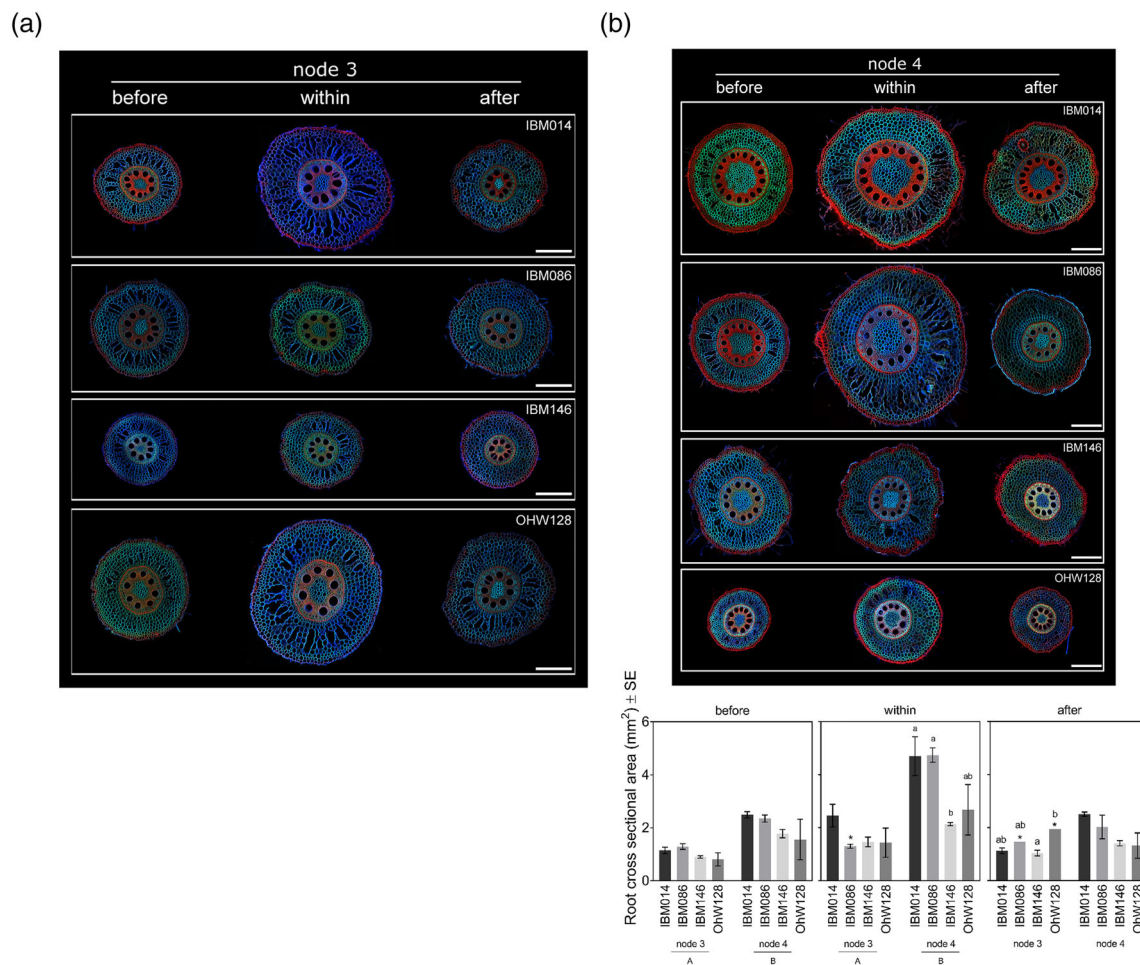 (a)
node 3
before within after
IBM014
IBM086
IBM146
OHW128
(b)
node 4
before within after
IBM014
IBM086
IBM146
OHW128
Root cross sectional area (mm²) ± SE
before within after
6
4
2
0
a a b ab
* 
ab ab * a b *
IBM014 IBM086 IBM146 OhW128 IBM014 IBM086 IBM146 OhW128 IBM014 IBM086 IBM146 OhW128 IBM014 IBM086 IBM146 OhW128 IBM014 IBM086 IBM146 OhW128 IBM014 IBM086 IBM146 OhW128
node 3 node 4 node 3 node 4 node 3 node 4
A B A B